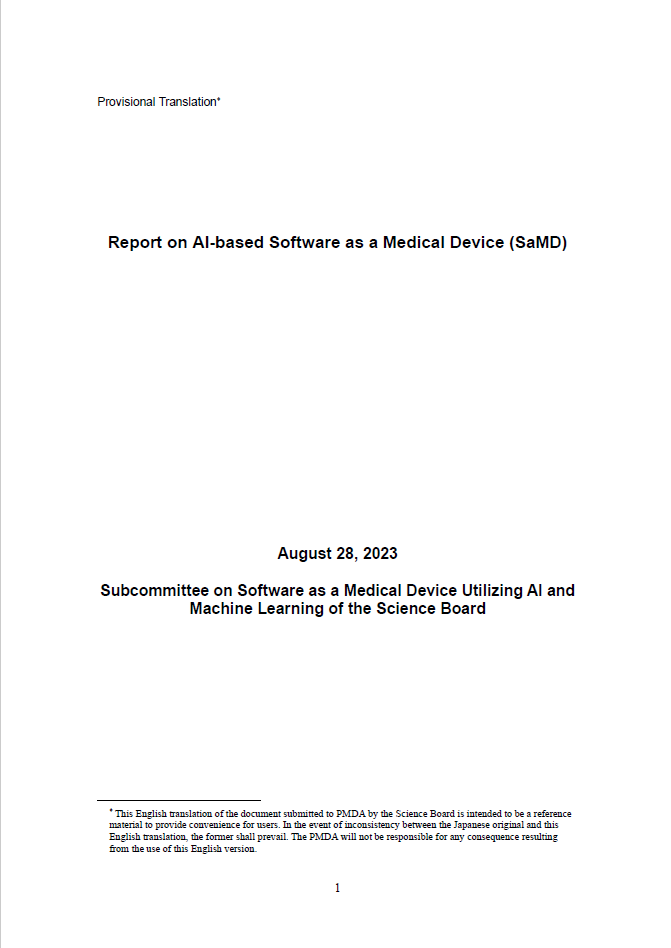 Provisional Translation*
Report on AI-based Software as a Medical Device (SaMD)
August 28, 2023
Subcommittee on Software as a Medical Device Utilizing AI and
Machine Learning of the Science Board
* This English translation of the document submitted to PMDA by the Science Board is intended to be a reference
material to provide convenience for users. In the event of inconsistency between the Japanese original and this
English translation, the former shall prevail. The PMDA will not be responsible for any consequence resulting
from the use of this English version.
1